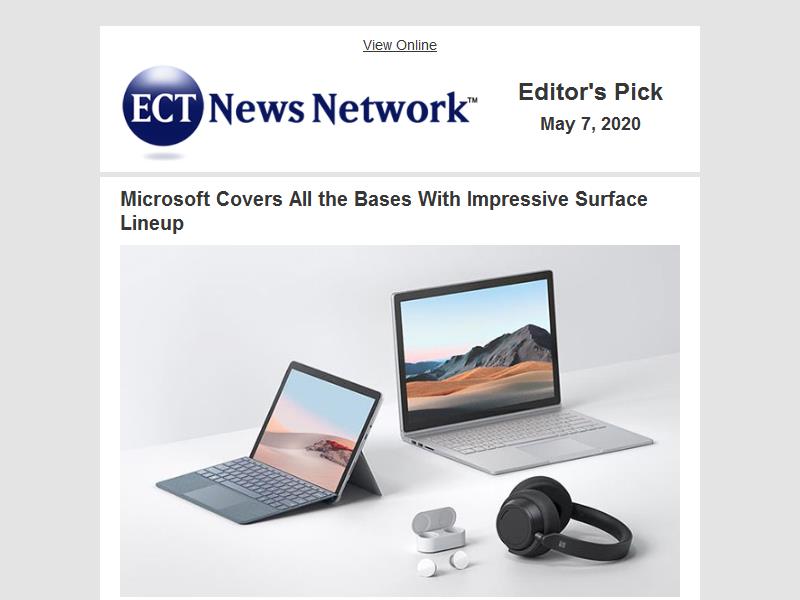 View Online
ECT News Network™
Editor's Pick
May 7, 2020
Microsoft Covers All the Bases With Impressive Surface
Lineup